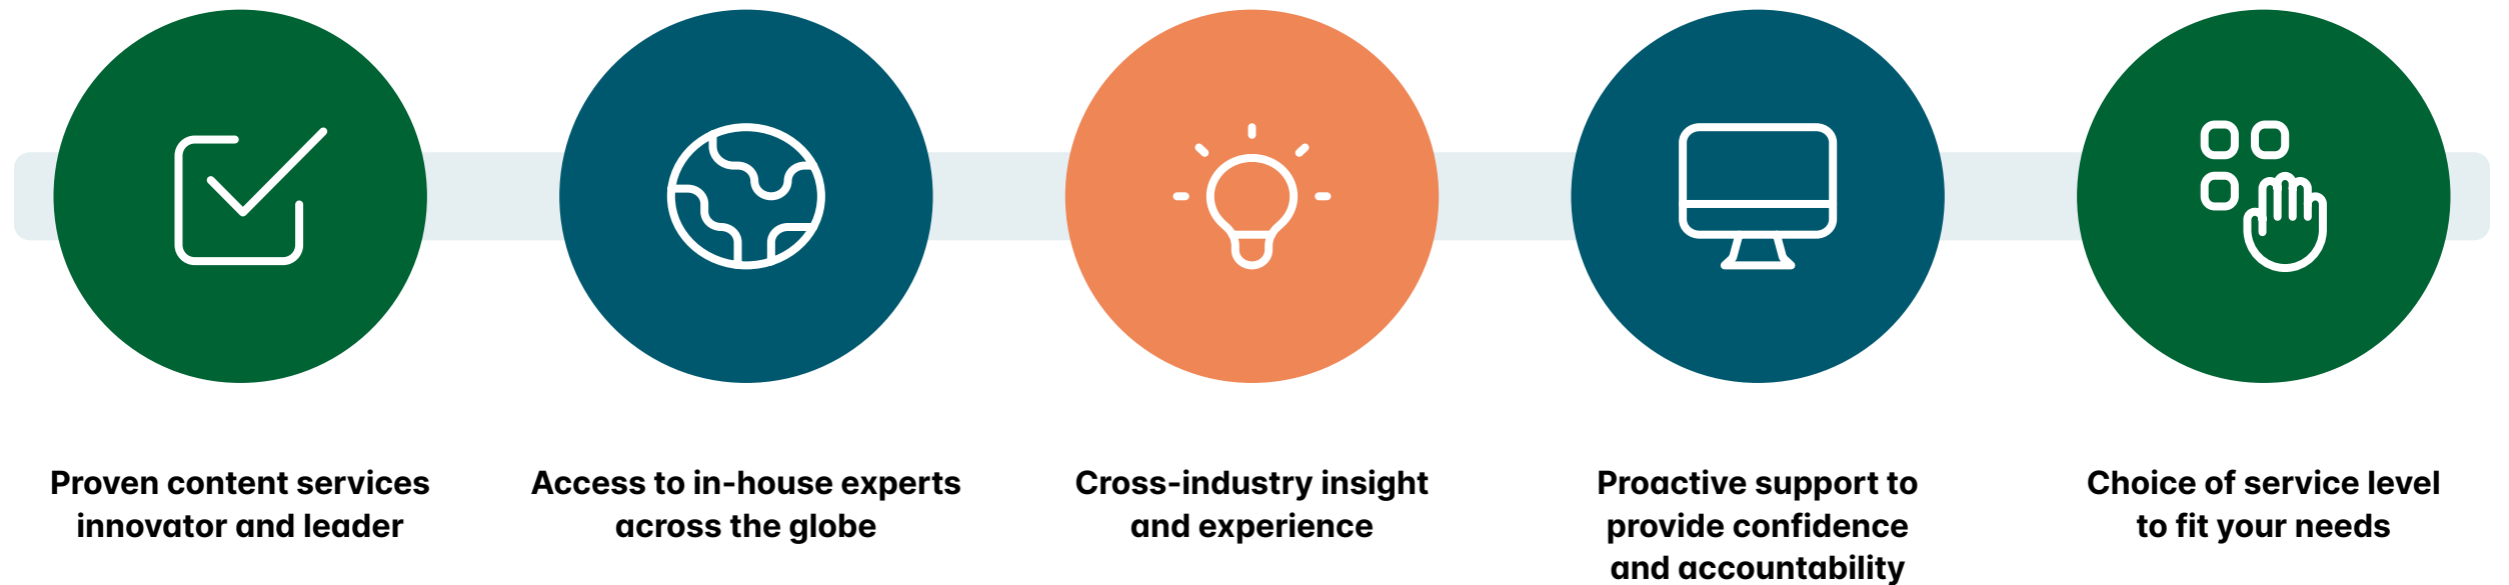 Proven content services
innovator and leader
Access to in-house experts
across the globe
Cross-industry insight
and experience
Proactive support to
provide confidence
and accountability
Choice of service level
to fit your needs